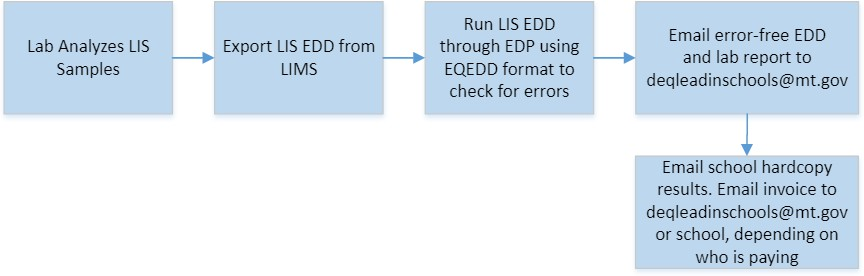 Lab Analyzes LIS
Samples
Export LIS EDD from
LIMS
Run LIS EDD
through EDP using
EQEDD format to
check for errors
Email error-free EDD
and lab report to
deqleadinschools@mt.gov
Email school hardcopy
results. Email invoice to
deqleadinschools@mt.gov
or school, depending on
who is paying